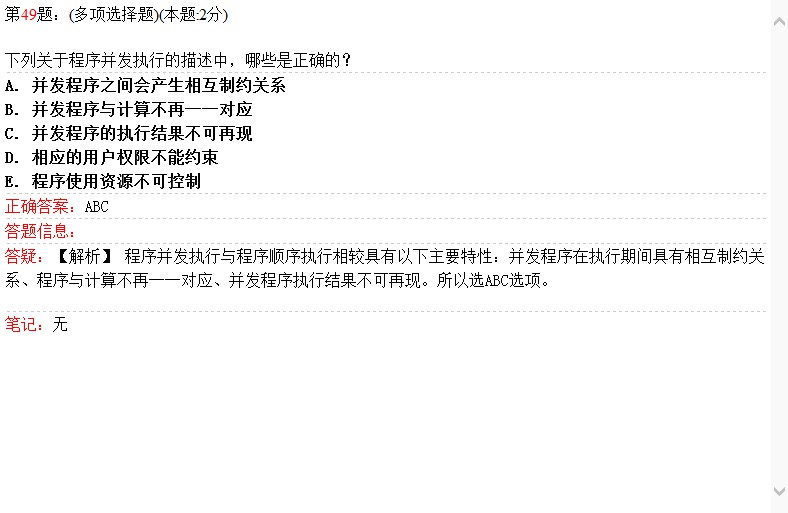 第49题：(多项选择题)(本题:2分)
下列关于程序并发执行的描述中，哪些是正确的？
A. 并发程序之间会产生相互制约关系
B. 并发程序与计算不再一一对应
C. 并发程序的执行结果不可再现
D. 相应的用户权限不能约束
E. 程序使用资源不可控制
正确答案：ABC
答题信息：
答疑：【解析】 程序并发执行与程序顺序执行相较具有以下主要特性：并发程序在执行期间具有相互制约关
系、程序与计算不再一一对应、并发程序执行结果不可再现。所以选ABC选项。
笔记：无